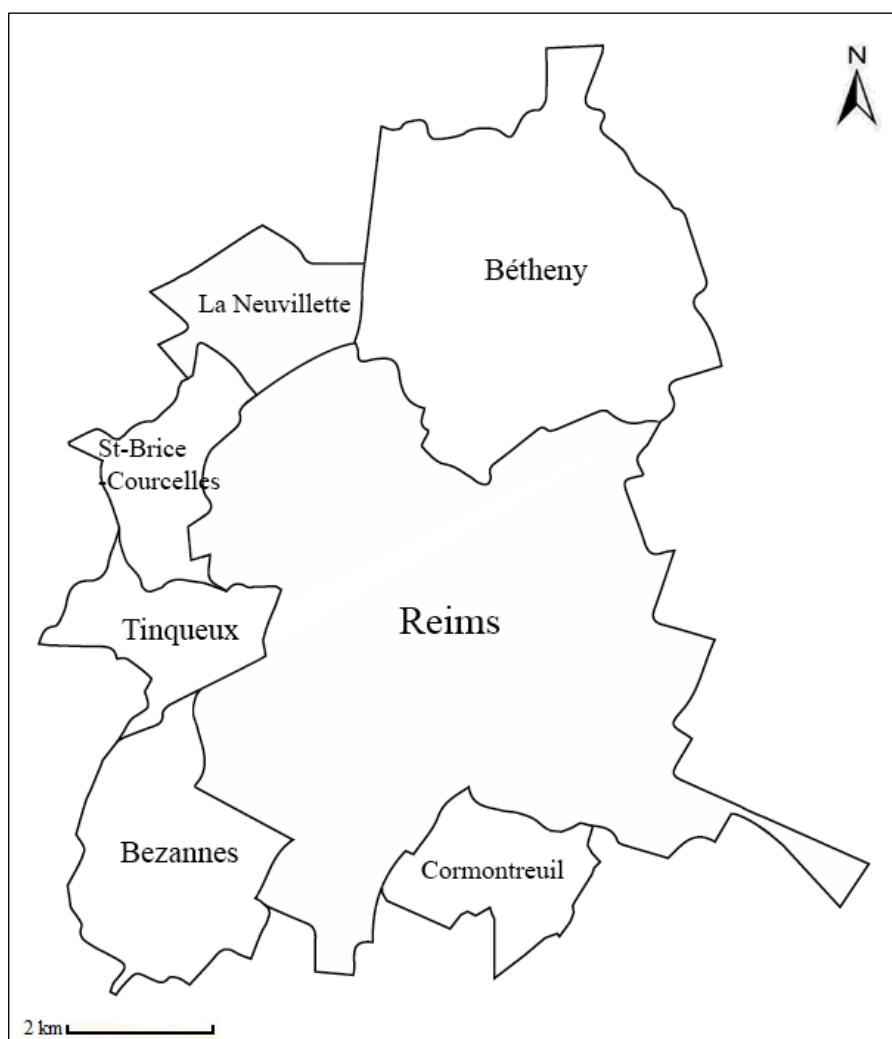 N
Bétheny
La Neuvillette
St-Brice
-Courcelles
Reims
Tinqueux
Bezannes
Cormontreuil
2 km